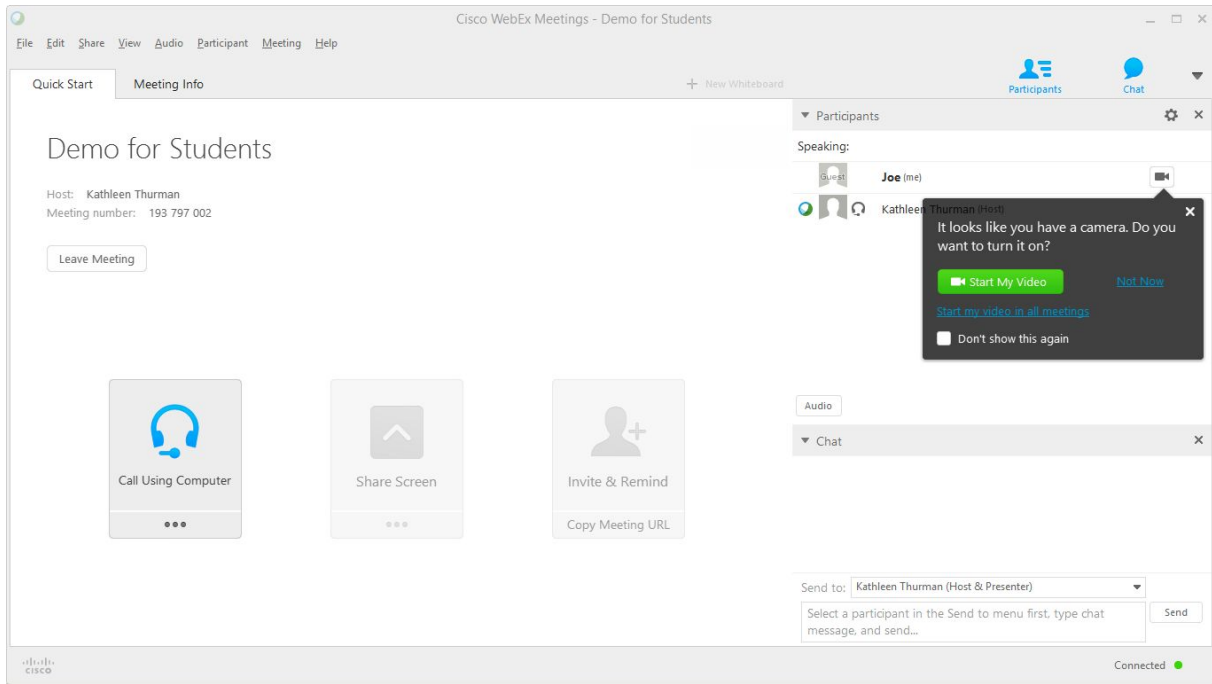 Cisco WebEx Meetings - Demo for Students
File Edit Share View Audio Participant Meeting Help
Quick Start Meeting Info + New Whiteboard
Participants Chat
Demo for Students
Host: Kathleen Thurman
Meeting number: 193 797 002
Leave Meeting
Call Using Computer
Share Screen
Invite & Remind
Copy Meeting URL
Participants
Speaking:
Guest Joe (me)
Kathleen Thurman (Host)
It looks like you have a camera. Do you
want to turn it on?
Start My Video Not Now
Start my video in all meetings
Don't show this again
Audio
Chat
Send to: Kathleen Thurman (Host & Presenter)
Select a participant in the Send to menu first, type chat
message, and send...
Send
CISCO
Connected